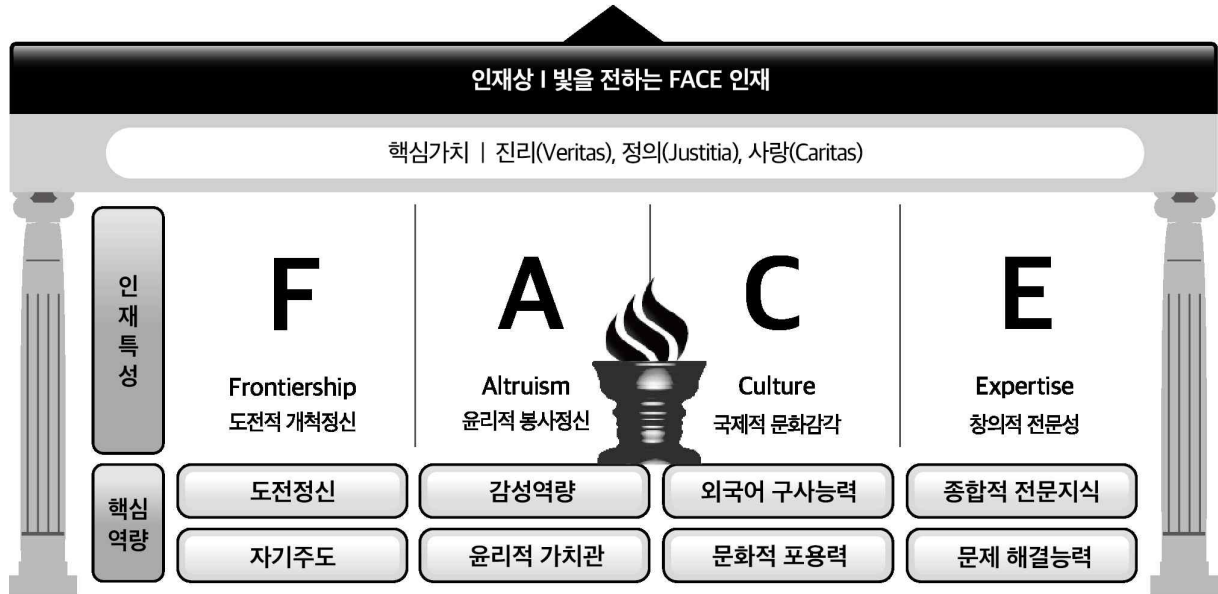 인재상 I 빛을 전하는 FACE 인재
핵심가치 | 진리(Veritas), 정의(Justitia), 사랑(Caritas)
인재특성
F
Frontiership
도전적 개척정신
A
Altruism
윤리적 봉사정신
C
Culture
국제적 문화감각
E
Expertise
창의적 전문성
핵심
역량
도전정신
감성역량
외국어 구사능력
종합적 전문지식
자기주도
윤리적 가치관
문화적 포용력
문제 해결능력